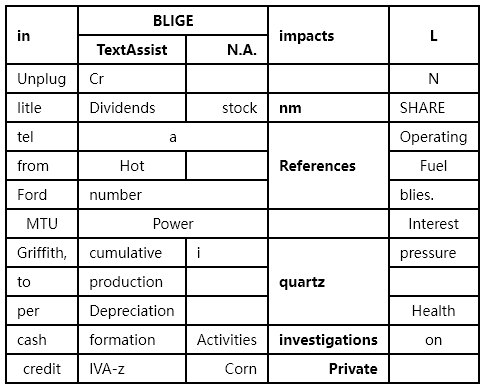 in BLIGE impacts L
TextAssist N.A.
Unplug Cr N
litle Dividends stock nm SHARE
tel a Operating
from Hot References Fuel
Ford number blies.
MTU Power Interest
Griffith, cumulative i pressure
to production quartz
per Depreciation Health
cash formation Activities investigations on
credit IVA-z Corn Private